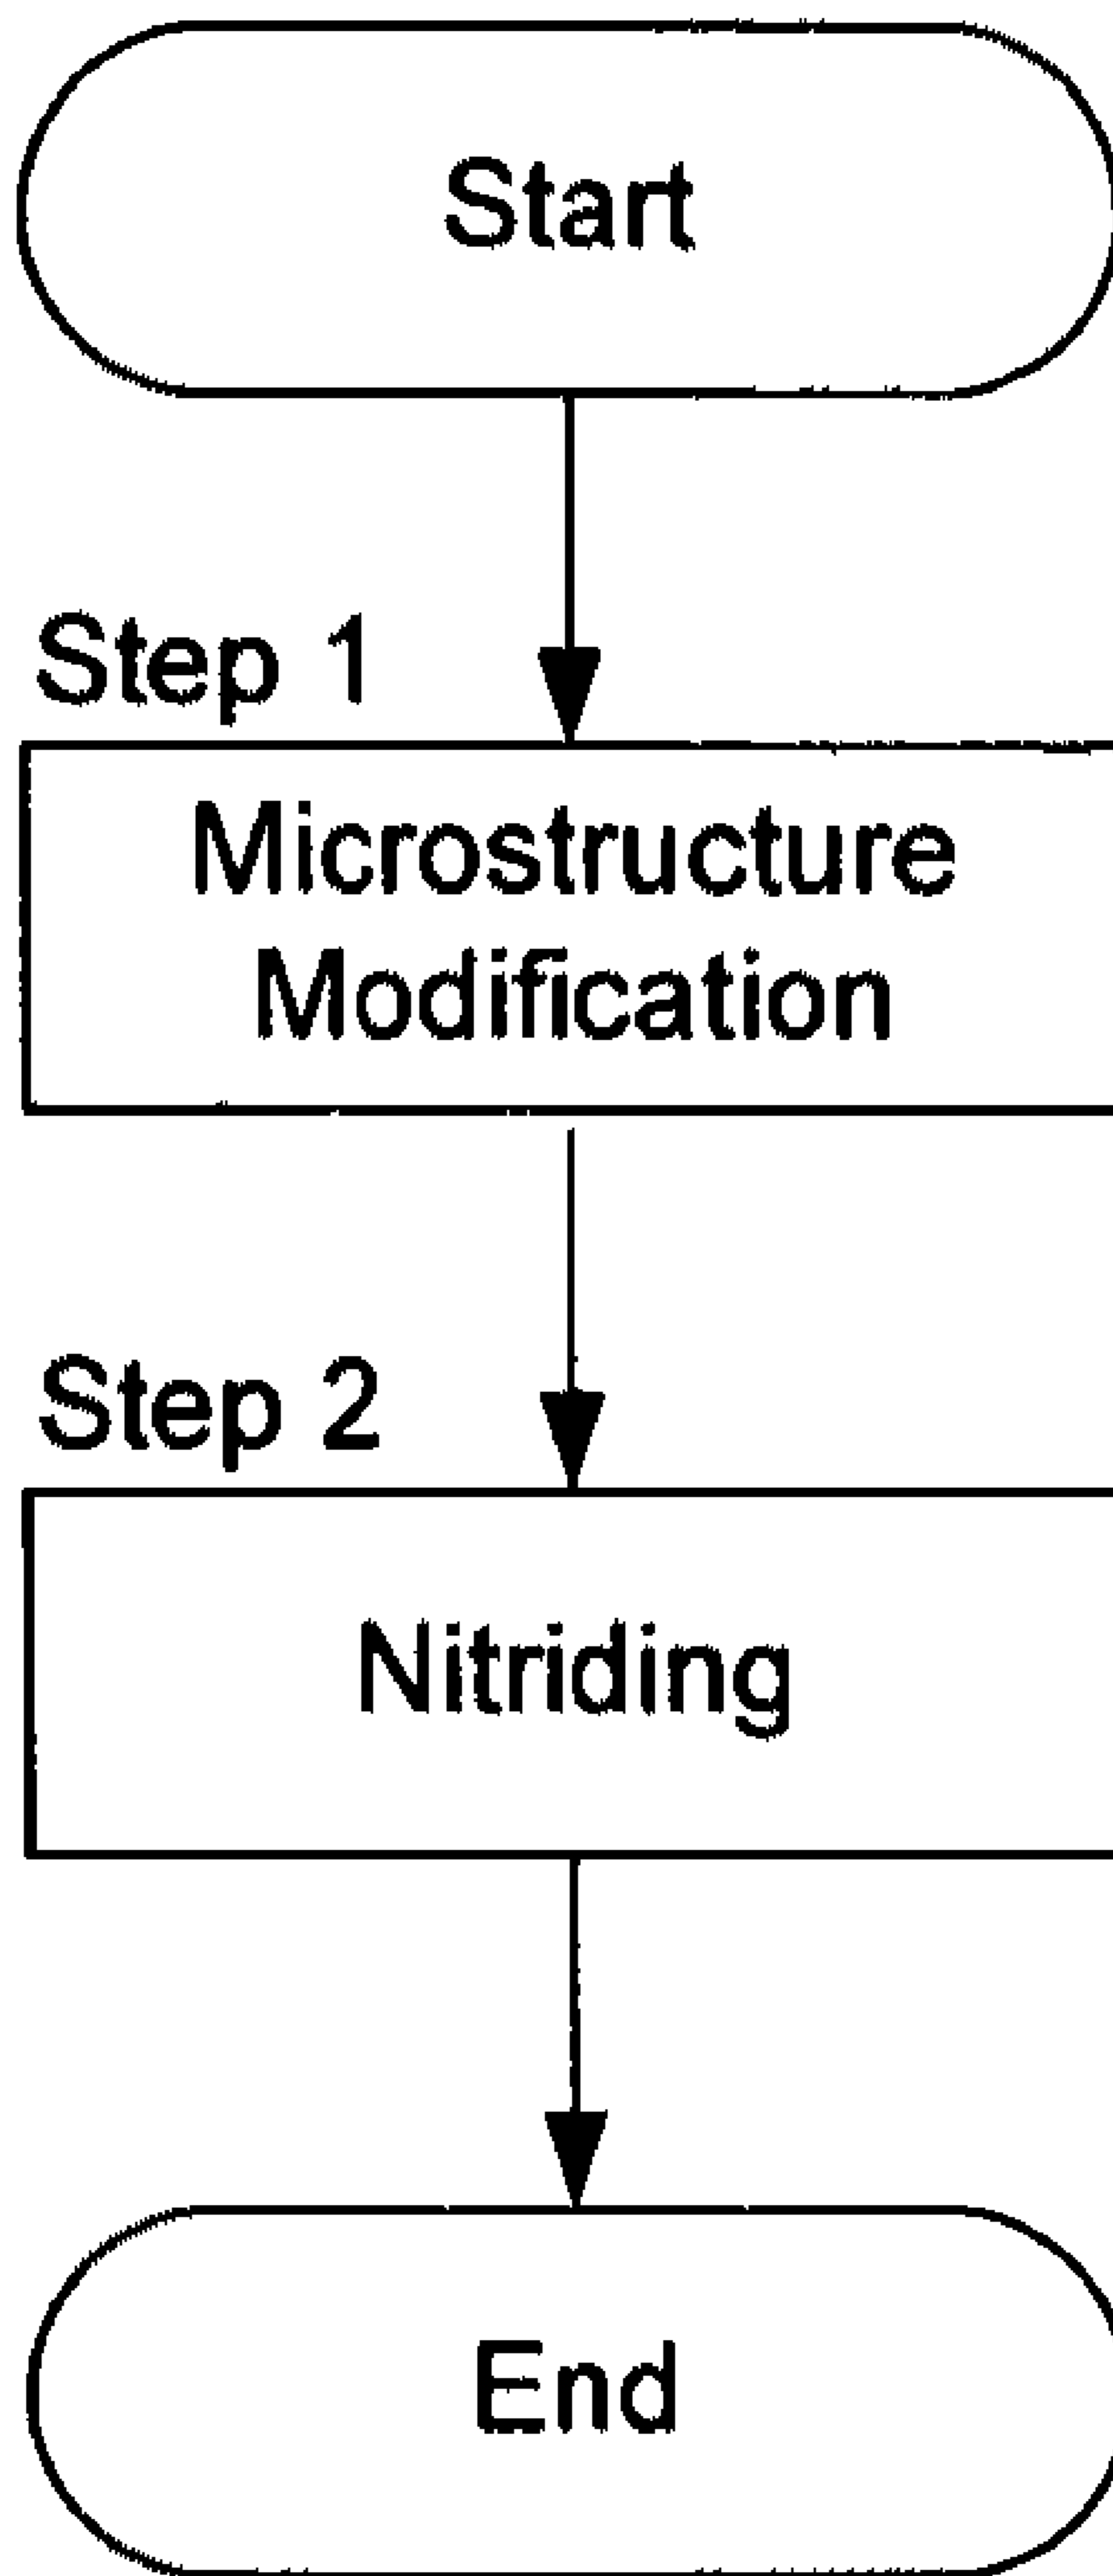 Start
Step 1
Microstructure
Modification
Step 2
Nitriding
End